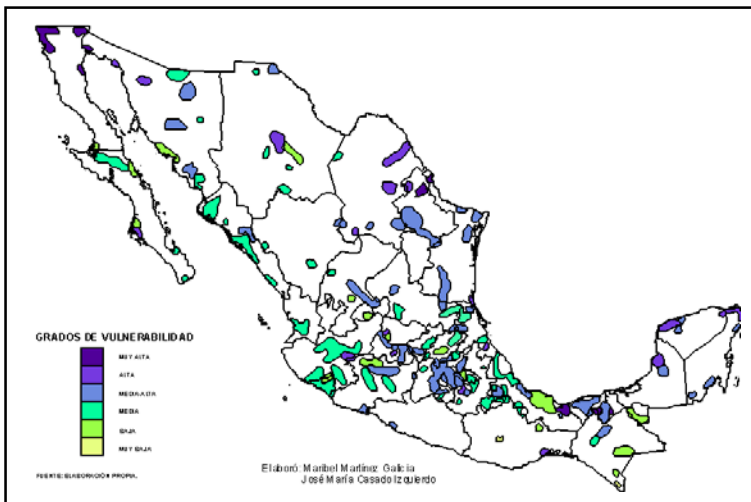 GRADOS DE VULNERABILIDAD
MUY ALTA
ALTA
MEDIA ALTA
MEDIA
BAJA
MUY BAJA
FUENTE: ELABORACIÓN PROPIA.
Elaboró: Maribel Martínez Galicia
José María Casado Izquierdo